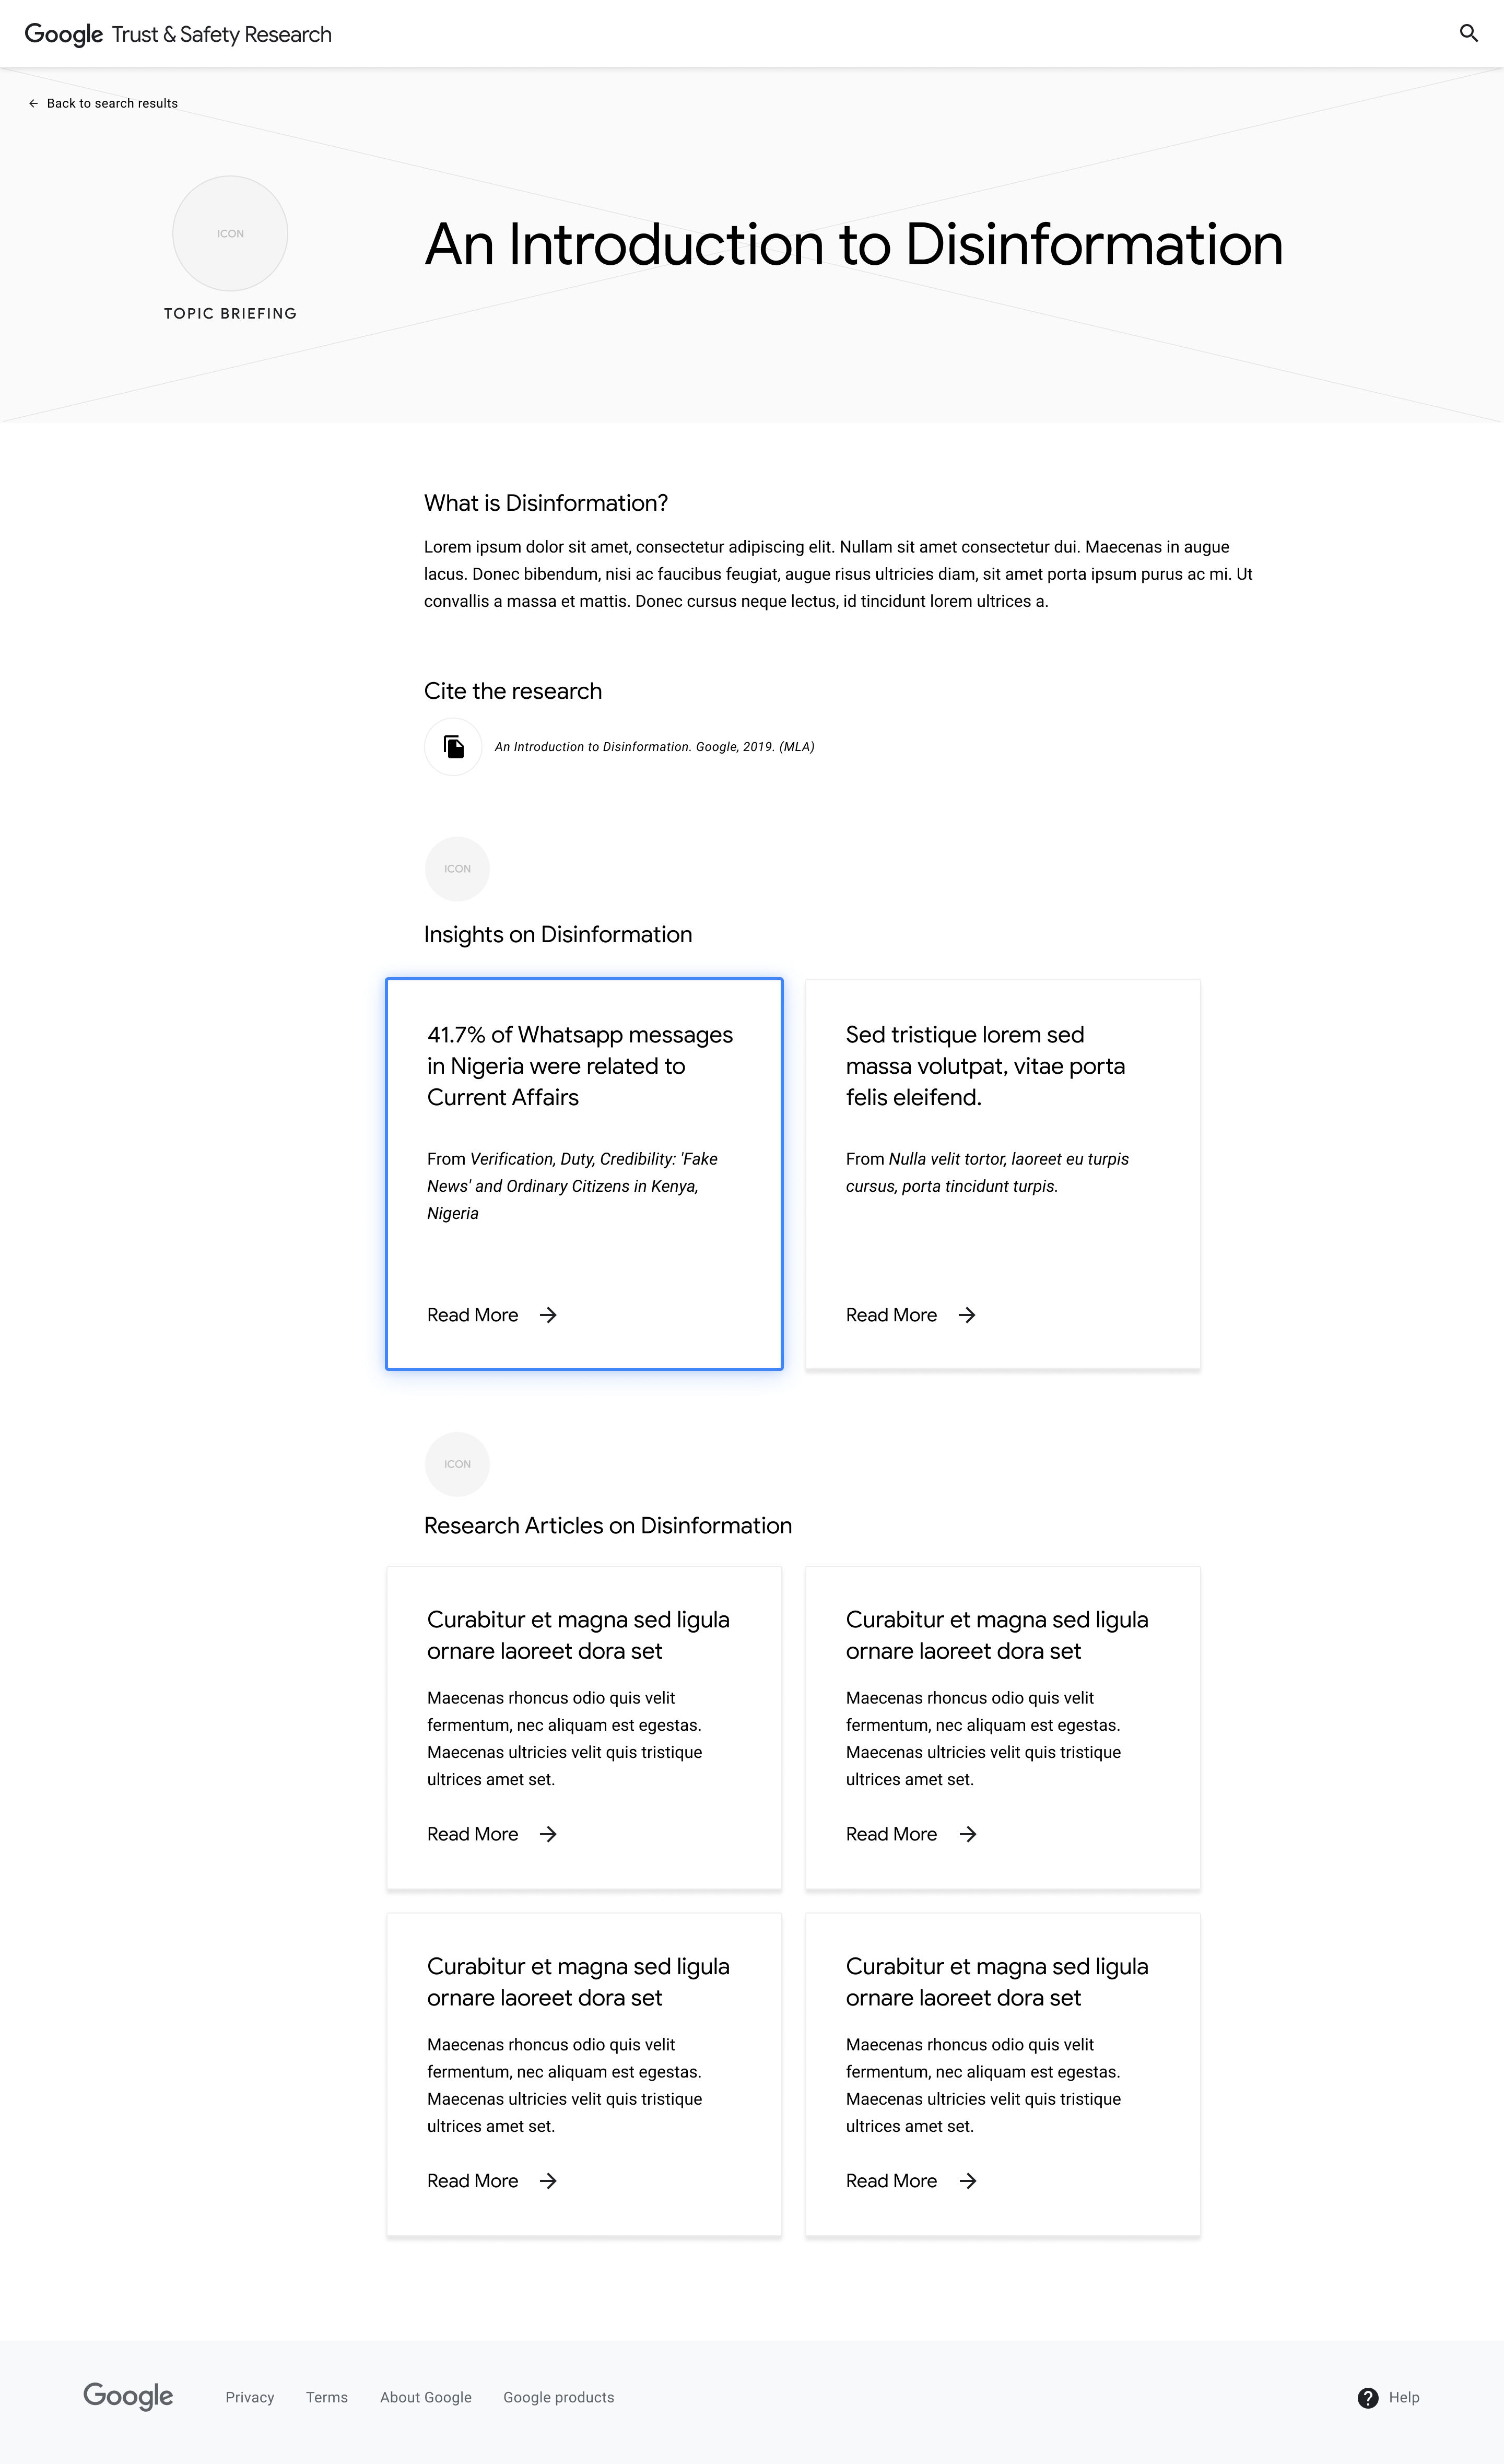 Google Trust & Safety Research
Back to search results
ICON
TOPIC BRIEFING
An Introduction to Disinformation
What is Disinformation?
Lorem ipsum dolor sit amet, consectetur adipiscing elit. Nullam sit amet consectetur dui. Maecenas in augue
lacus. Donec bibendum, nisi ac faucibus feugiat, augue risus ultricies diam, sit amet porta ipsum purus ac mi. Ut
convallis a massa et mattis. Donec cursus neque lectus, id tincidunt lorem ultrices a.
Cite the research
An Introduction to Disinformation. Google, 2019. (MLA)
ICON
Insights on Disinformation
41.7% of Whatsapp messages
in Nigeria were related to
Current Affairs
From Verification, Duty, Credibility: 'Fake
News' and Ordinary Citizens in Kenya,
Nigeria
Read More
Sed tristique lorem sed
massa volutpat, vitae porta
felis eleifend.
From Nulla velit tortor, laoreet eu turpis
cursus, porta tincidunt turpis.
Read More
ICON
Research Articles on Disinformation
Curabitur et magna sed ligula
ornare laoreet dora set
Maecenas rhoncus odio quis velit
fermentum, nec aliquam est egestas.
Maecenas ultricies velit quis tristique
ultrices amet set.
Read More
Curabitur et magna sed ligula
ornare laoreet dora set
Maecenas rhoncus odio quis velit
fermentum, nec aliquam est egestas.
Maecenas ultricies velit quis tristique
ultrices amet set.
Read More
Curabitur et magna sed ligula
ornare laoreet dora set
Maecenas rhoncus odio quis velit
fermentum, nec aliquam est egestas.
Maecenas ultricies velit quis tristique
ultrices amet set.
Read More
Curabitur et magna sed ligula
ornare laoreet dora set
Maecenas rhoncus odio quis velit
fermentum, nec aliquam est egestas.
Maecenas ultricies velit quis tristique
ultrices amet set.
Read More
Google Privacy Terms About Google Google products Help